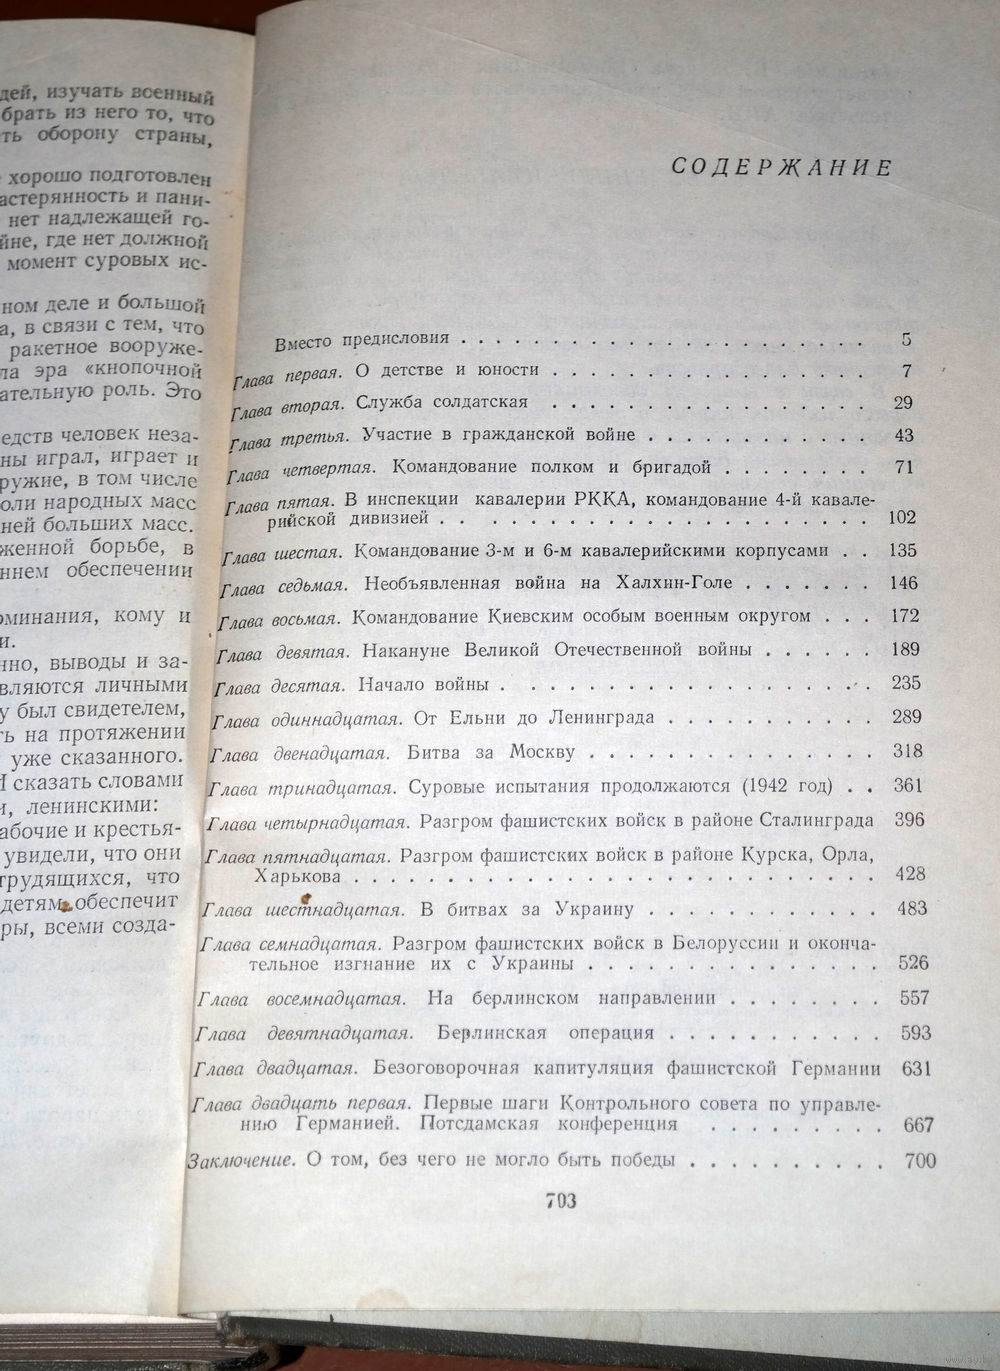 дей, изучать военный
брать из него то, что
ть оборону страны,
хорошо подготовлен
астерянность и пани-
нет надлежащей го-
йне, где нет должной
момент суровых ис-
ном деле и большой
а, в связи с тем, что
ракетное вооруже-
ла эра «кнопочной
ательную роль. Это
едств человек неза-
ны играл, играет и
ружие, в том числе
оли народных масс
ней больших масс.
женной борьбе, в
ннем обеспечении
оминания, кому и
и.
нно, выводы и за-
вляются личными
у был свидетелем,
ть на протяжении
уже сказанного.
И сказать словами
и, ленинскими:
абочие и крестья-
увидели, что они
трудящихся, что
детям обеспечит
ры, всеми созда-
СОДЕРЖАНИЕ
Вместо предисловия . . . . . . . . . . . . . . . . . . . . . . 5
Глава первая. О детстве и юности . . . . . . . . . . . . . . . . . 7
Глава вторая. Служба солдатская . . . . . . . . . . . . . . . . . 29
Глава третья. Участие в гражданской войне . . . . . . . . . . . . 43
Глава четвертая. Командование полком и бригадой . . . . . . . . 71
Глава пятая. В инспекции кавалерии РККА, командование 4-й кавале-
рийской дивизией . . . . . . . . . . . . . . . . . . . . . . . 102
Глава шестая. Командование 3-м и 6-м кавалерийскими корпусами . . 135
Глава седьмая. Необъявленная война на Халхин-Голе . . . . . . . 146
Глава восьмая. Командование Киевским особым военным округом . . . 172
Глава девятая. Накануне Великой Отечественной войны . . . . . . 189
Глава десятая. Начало войны . . . . . . . . . . . . . . . . . . . 235
Глава одиннадцатая. От Ельни до Ленинграда . . . . . . . . . . . 289
Глава двенадцатая. Битва за Москву . . . . . . . . . . . . . . . 318
Глава тринадцатая. Суровые испытания продолжаются (1942 год) . . 361
Глава четырнадцатая. Разгром фашистских войск в районе Сталинграда 396
Глава пятнадцатая. Разгром фашистских войск в районе Курска, Орла,
Харькова . . . . . . . . . . . . . . . . . . . . . . . . . . . 428
Глава шестнадцатая. В битвах за Украину . . . . . . . . . . . . 483
Глава семнадцатая. Разгром фашистских войск в Белоруссии и оконча-
тельное изгнание их с Украины . . . . . . . . . . . . . . . 526
Глава восемнадцатая. На берлинском направлении . . . . . . . . 557
Глава девятнадцатая. Берлинская операция . . . . . . . . . . . 593
Глава двадцатая. Безоговорочная капитуляция фашистской Германии 631
Глава двадцать первая. Первые шаги Контрольного совета по управле-
нию Германией. Потсдамская конференция . . . . . . . . . 667
Заключение. О том, без чего не могло быть победы . . . . . . . . . . 700
703